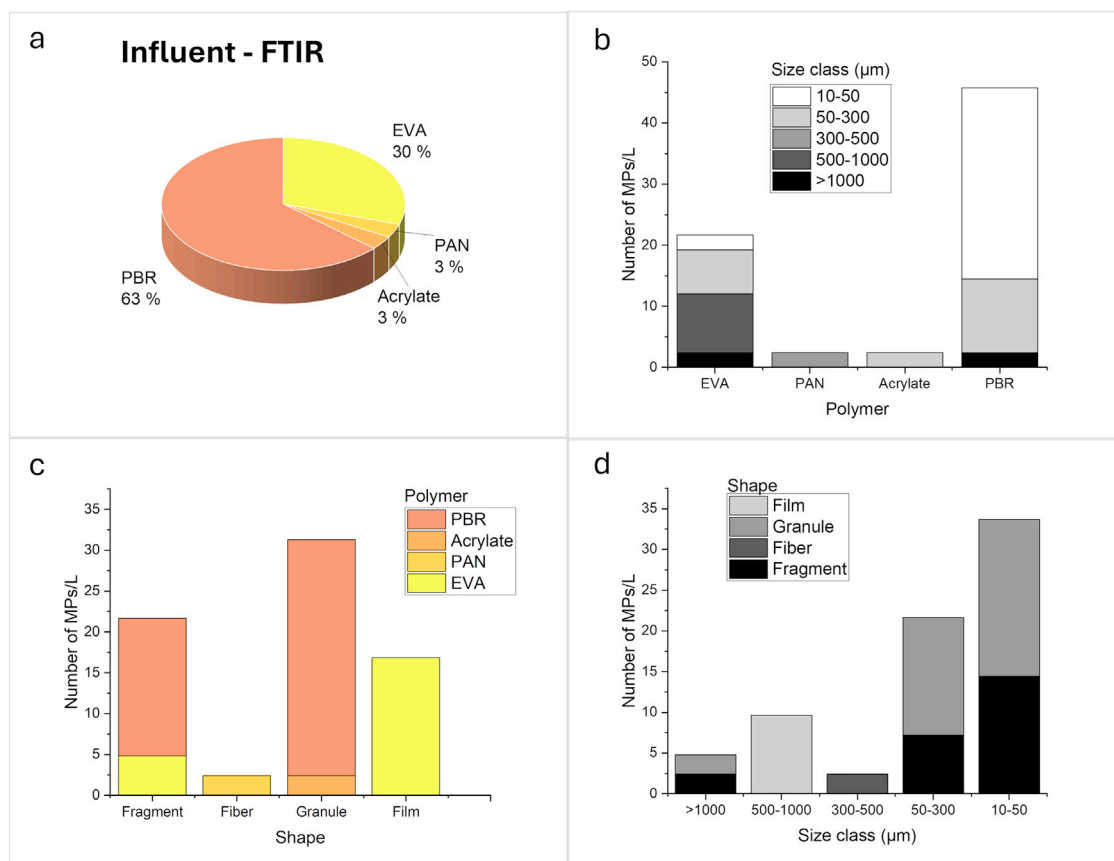 a
Influent - FTIR
EVA
30 %
PAN
3 %
Acrylate
3 %
PBR
63 %
b
Size class (µm)
10-50
50-300
300-500
500-1000
>1000
Number of MPs/L
50
40
30
20
10
0
EVA PAN Acrylate PBR
Polymer
c
Polymer
PBR
Acrylate
PAN
EVA
Number of MPs/L
35
30
25
20
15
10
5
0
Fragment Fiber Granule Film
Shape
d
Shape
Film
Granule
Fiber
Fragment
Number of MPs/L
35
30
25
20
15
10
5
0
>1000 500-1000 300-500 50-300 10-50
Size class (µm)